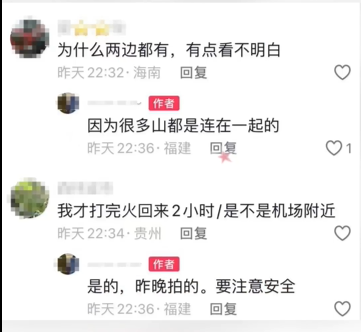 为什么两边都有，有点看不明白
昨天 22:32·海南 回复
作者
因为很多山都是连在一起的
昨天 22:36·福建 回复 1
我才打完火回来2小时/是不是机场附近
昨天 22:34·贵州 回复
作者
是的，昨晚拍的。要注意安全
昨天 22:36·福建 回复